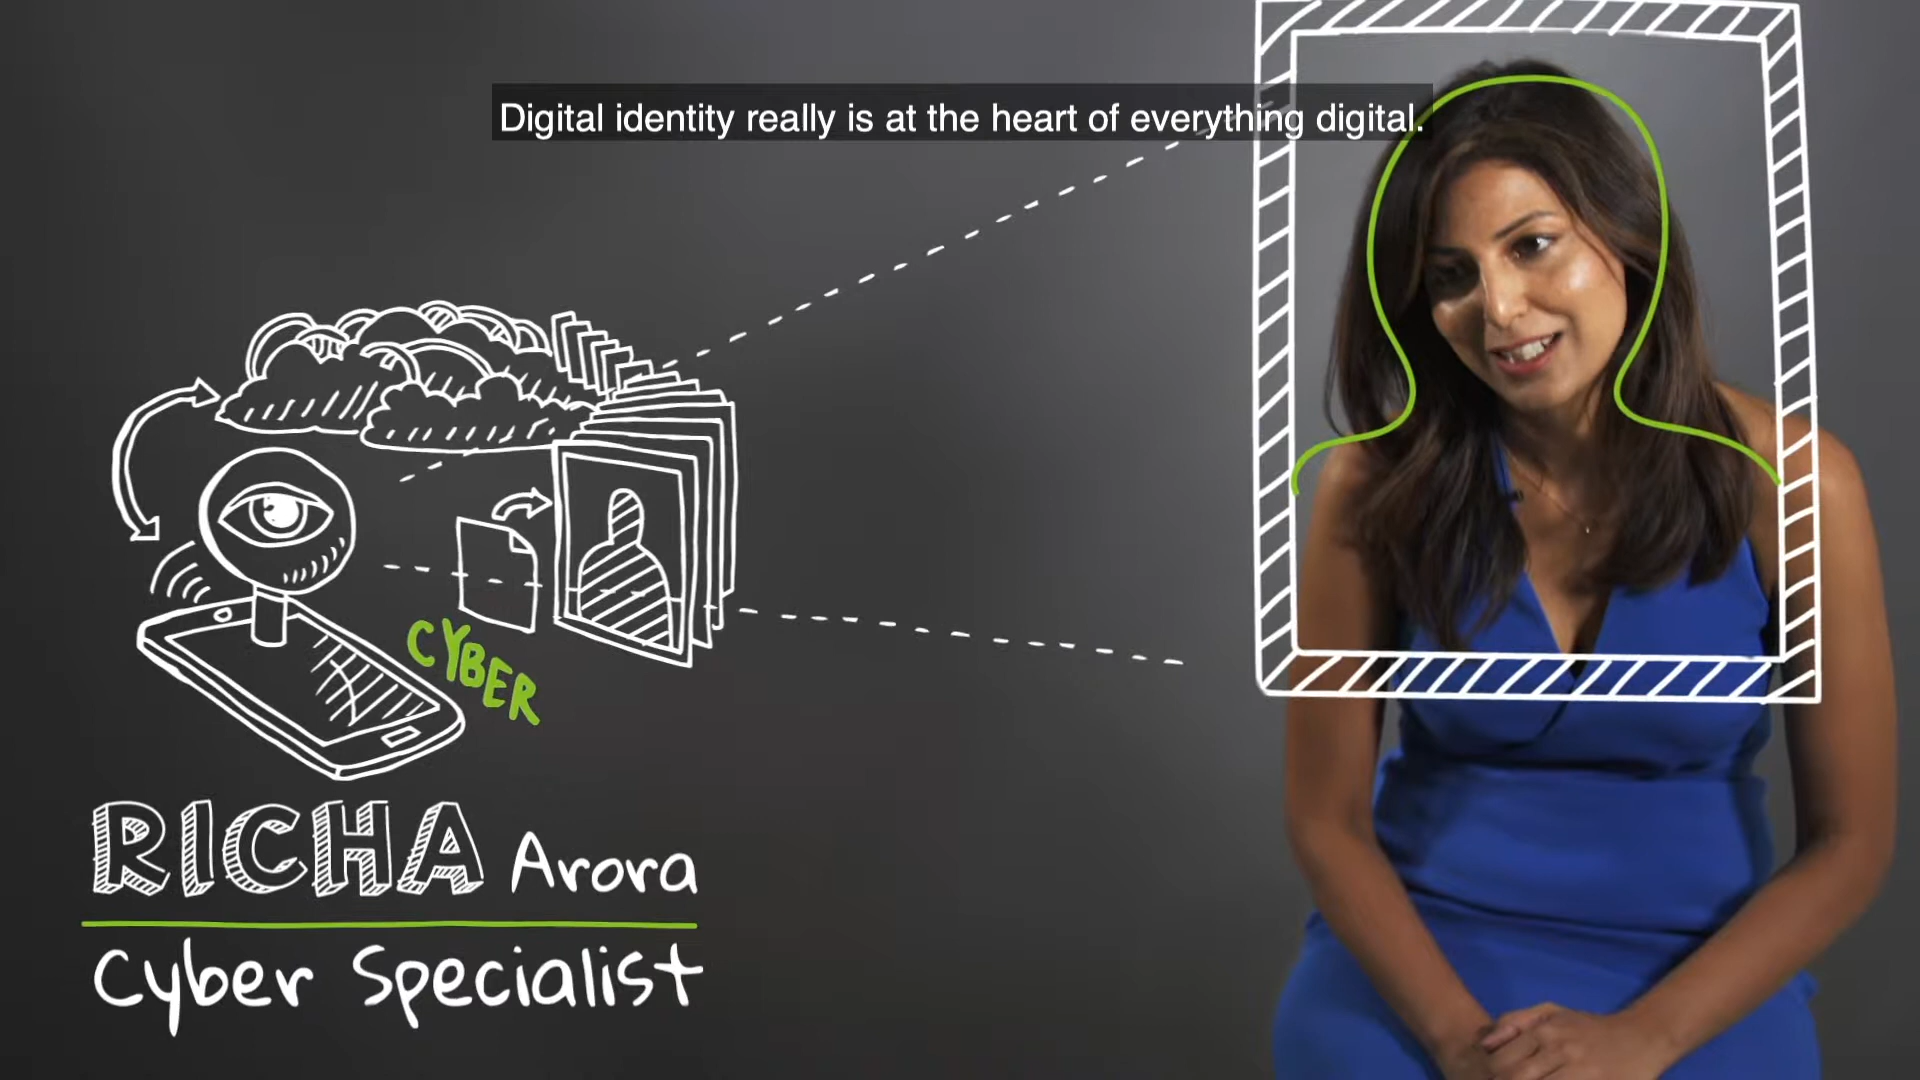 Digital identity really is at the heart of everything digital.
CYBER
RICHA Arora
Cyber Specialist